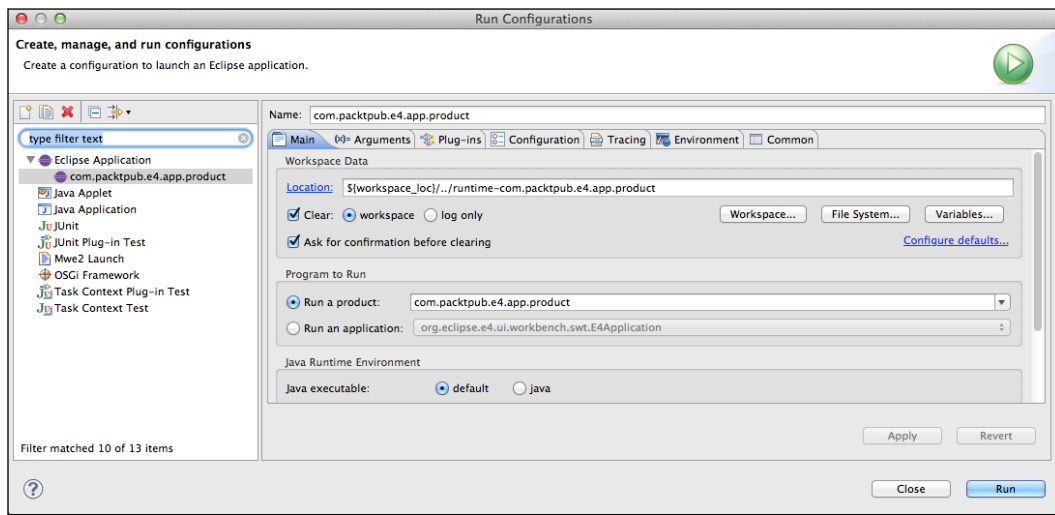 Run Configurations
Create, manage, and run configurations
Create a configuration to launch an Eclipse application.
type filter text
Eclipse Application
com.packtpub.e4.app.product
Java Applet
Java Application
Ju JUnit
JUnit Plug-in Test
Mwe2 Launch
OSGi Framework
Task Context Plug-in Test
Task Context Test
Filter matched 10 of 13 items
Name: com.packtpub.e4.app.product
Main (x)= Arguments Plug-ins Configuration Tracing Environment Common
Workspace Data
Location: ${workspace_loc}/../runtime-com.packtpub.e4.app.product
Clear: workspace log only Workspace... File System... Variables...
Ask for confirmation before clearing Configure defaults...
Program to Run
Run a product: com.packtpub.e4.app.product
Run an application: org.eclipse.e4.ui.workbench.swt.E4Application
Java Runtime Environment
Java executable: default java
Apply Revert
? Close Run